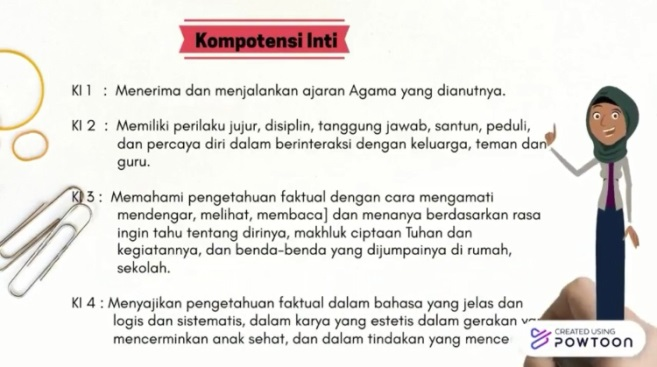 Kompotensi Inti
KI 1 : Menerima dan menjalankan ajaran Agama yang dianutnya.
KI 2 : Memiliki perilaku jujur, disiplin, tanggung jawab, santun, peduli,
dan percaya diri dalam berinteraksi dengan keluarga, teman dan
guru.
KI 3 : Memahami pengetahuan faktual dengan cara mengamati
mendengar, melihat, membaca] dan menanya berdasarkan rasa
ingin tahu tentang dirinya, makhluk ciptaan Tuhan dan
kegiatannya, dan benda-benda yang dijumpainya di rumah,
sekolah.
KI 4 : Menyajikan pengetahuan faktual dalam bahasa yang jelas dan
logis dan sistematis, dalam karya yang estetis dalam gerakan
mencerminkan anak sehat, dan dalam tindakan yang
CREATED USING
POWTOON